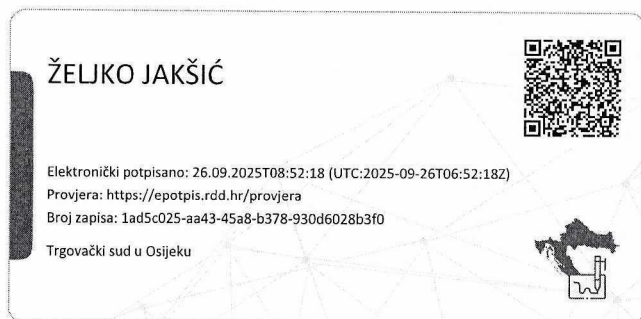 ŽELJKO JAKŠIĆ
Elektronički potpisano: 26.09.2025T08:52:18 (UTC:2025-09-26T06:52:18Z)
Provjera: https://epotpis.rdd.hr/provjera
Broj zapisa: 1ad5c025-aa43-45a8-b378-930d6028b3f0
Trgovački sud u Osijeku